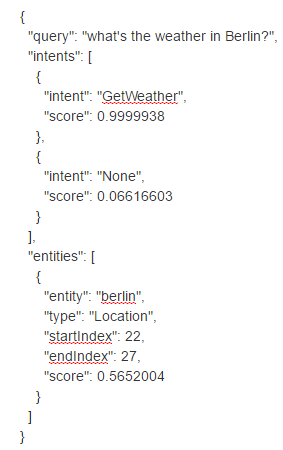 {
"query": "what's the weather in Berlin?",
"intents": [
{
"intent": "GetWeather",
"score": 0.9999938
},
{
"intent": "None",
"score": 0.06616603
}
],
"entities": [
{
"entity": "berlin",
"type": "Location",
"startIndex": 22,
"endIndex": 27,
"score": 0.5652004
}
]
}